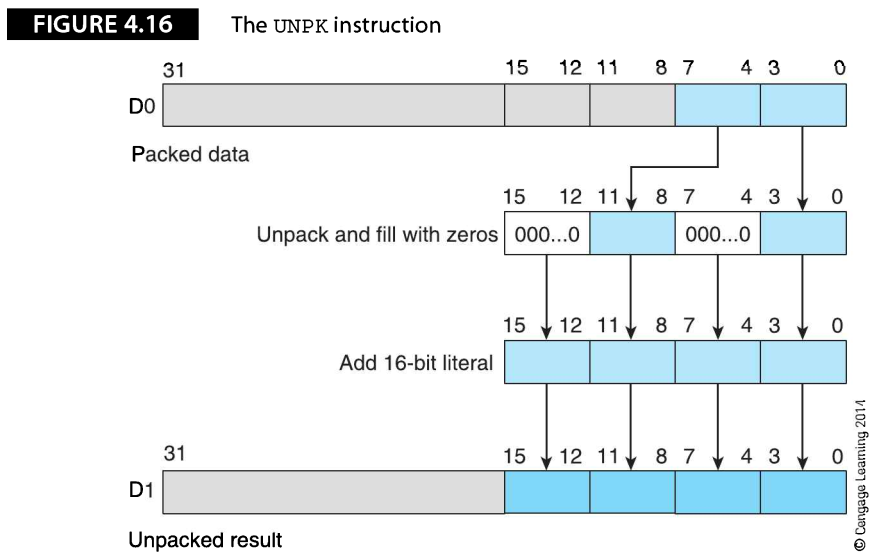 FIGURE 4.16 The UNPK instruction
31 15 12 11 8 7 4 3 0
D0
Packed data
15 12 11 8 7 4 3 0
Unpack and fill with zeros 000...0 000...0
15 12 11 8 7 4 3 0
Add 16-bit literal
31 15 12 11 8 7 4 3 0
D1
Unpacked result
© Cengage Learning 2014